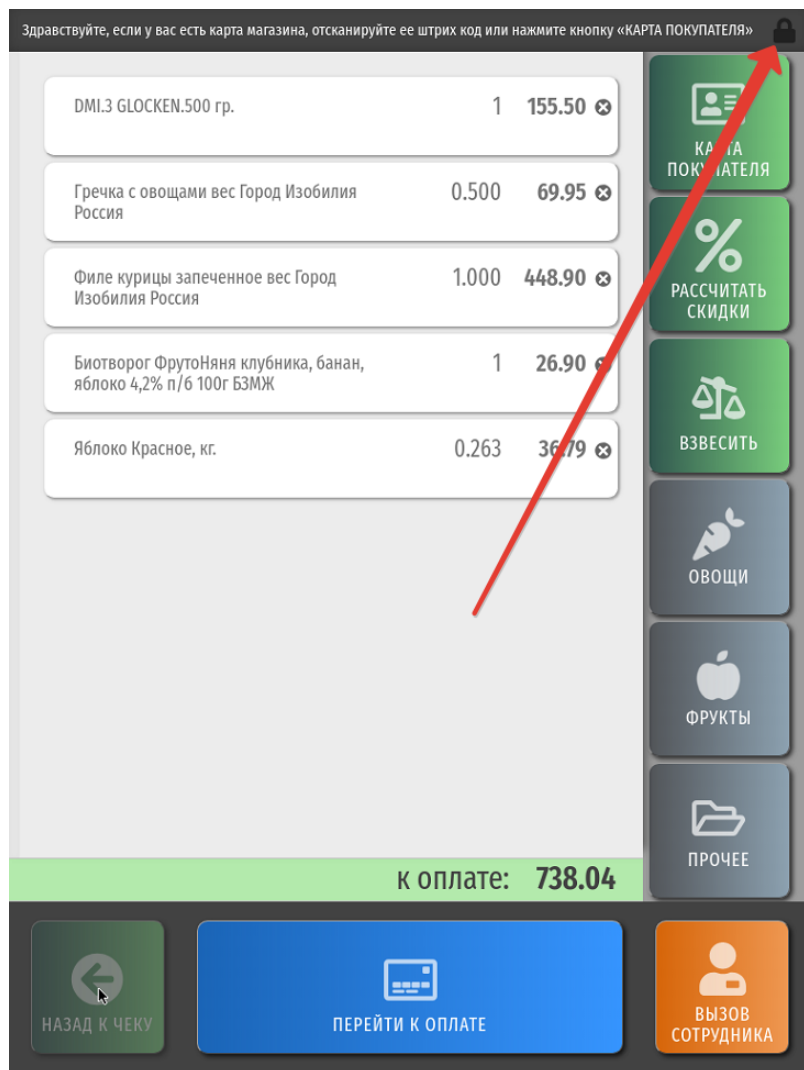 Здравствуйте, если у вас есть карта магазина, отсканируйте ее штрих код или нажмите кнопку «КАРТА ПОКУПАТЕЛЯ»
DMI.3 GLOCKEN.500 гр. 1 155.50
Гречка с овощами вес Город Изобилия 0.500 69.95
Россия
Филе курицы запеченное вес Город 1.000 448.90
Изобилия Россия
Биотворог ФрутоНяня клубника, банан, 1 26.90
яблоко 4,2% п/б 100г БЗМЖ
Яблоко Красное, кг. 0.263 36.79
к оплате: 738.04
КАРТА
ПОКУПАТЕЛЯ
РАССЧИТАТЬ
СКИДКИ
ВЗВЕСИТЬ
ОВОЩИ
ФРУКТЫ
ПРОЧЕЕ
НАЗАД К ЧЕКУ
ПЕРЕЙТИ К ОПЛАТЕ
ВЫЗОВ
СОТРУДНИКА